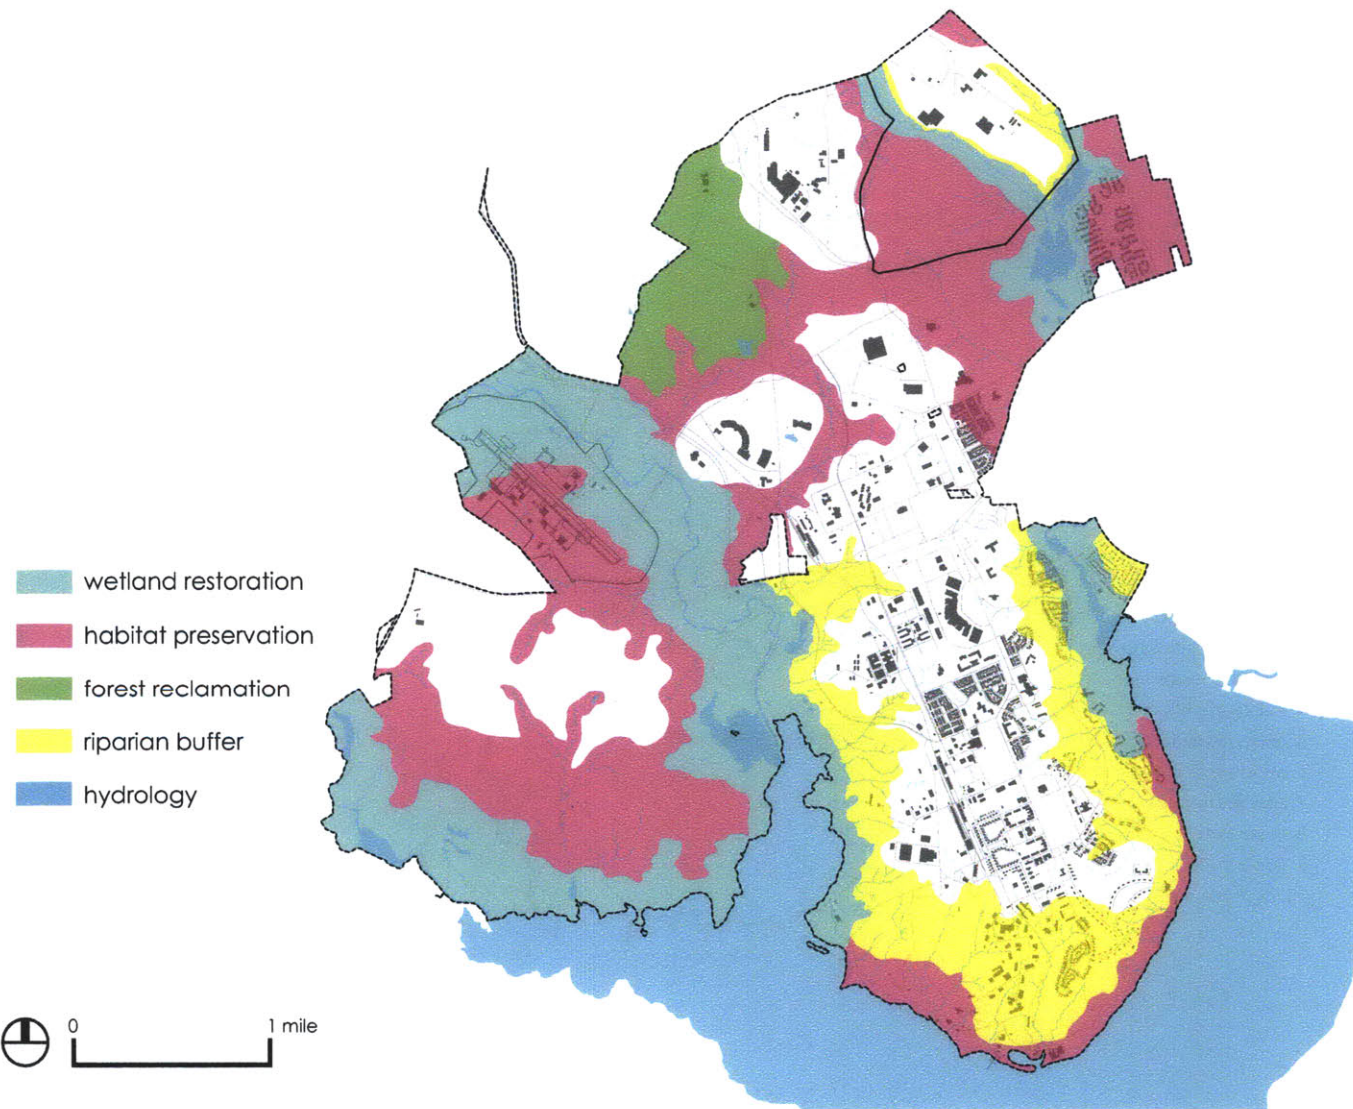 wetland restoration
habitat preservation
forest reclamation
riparian buffer
hydrology
0 1 mile